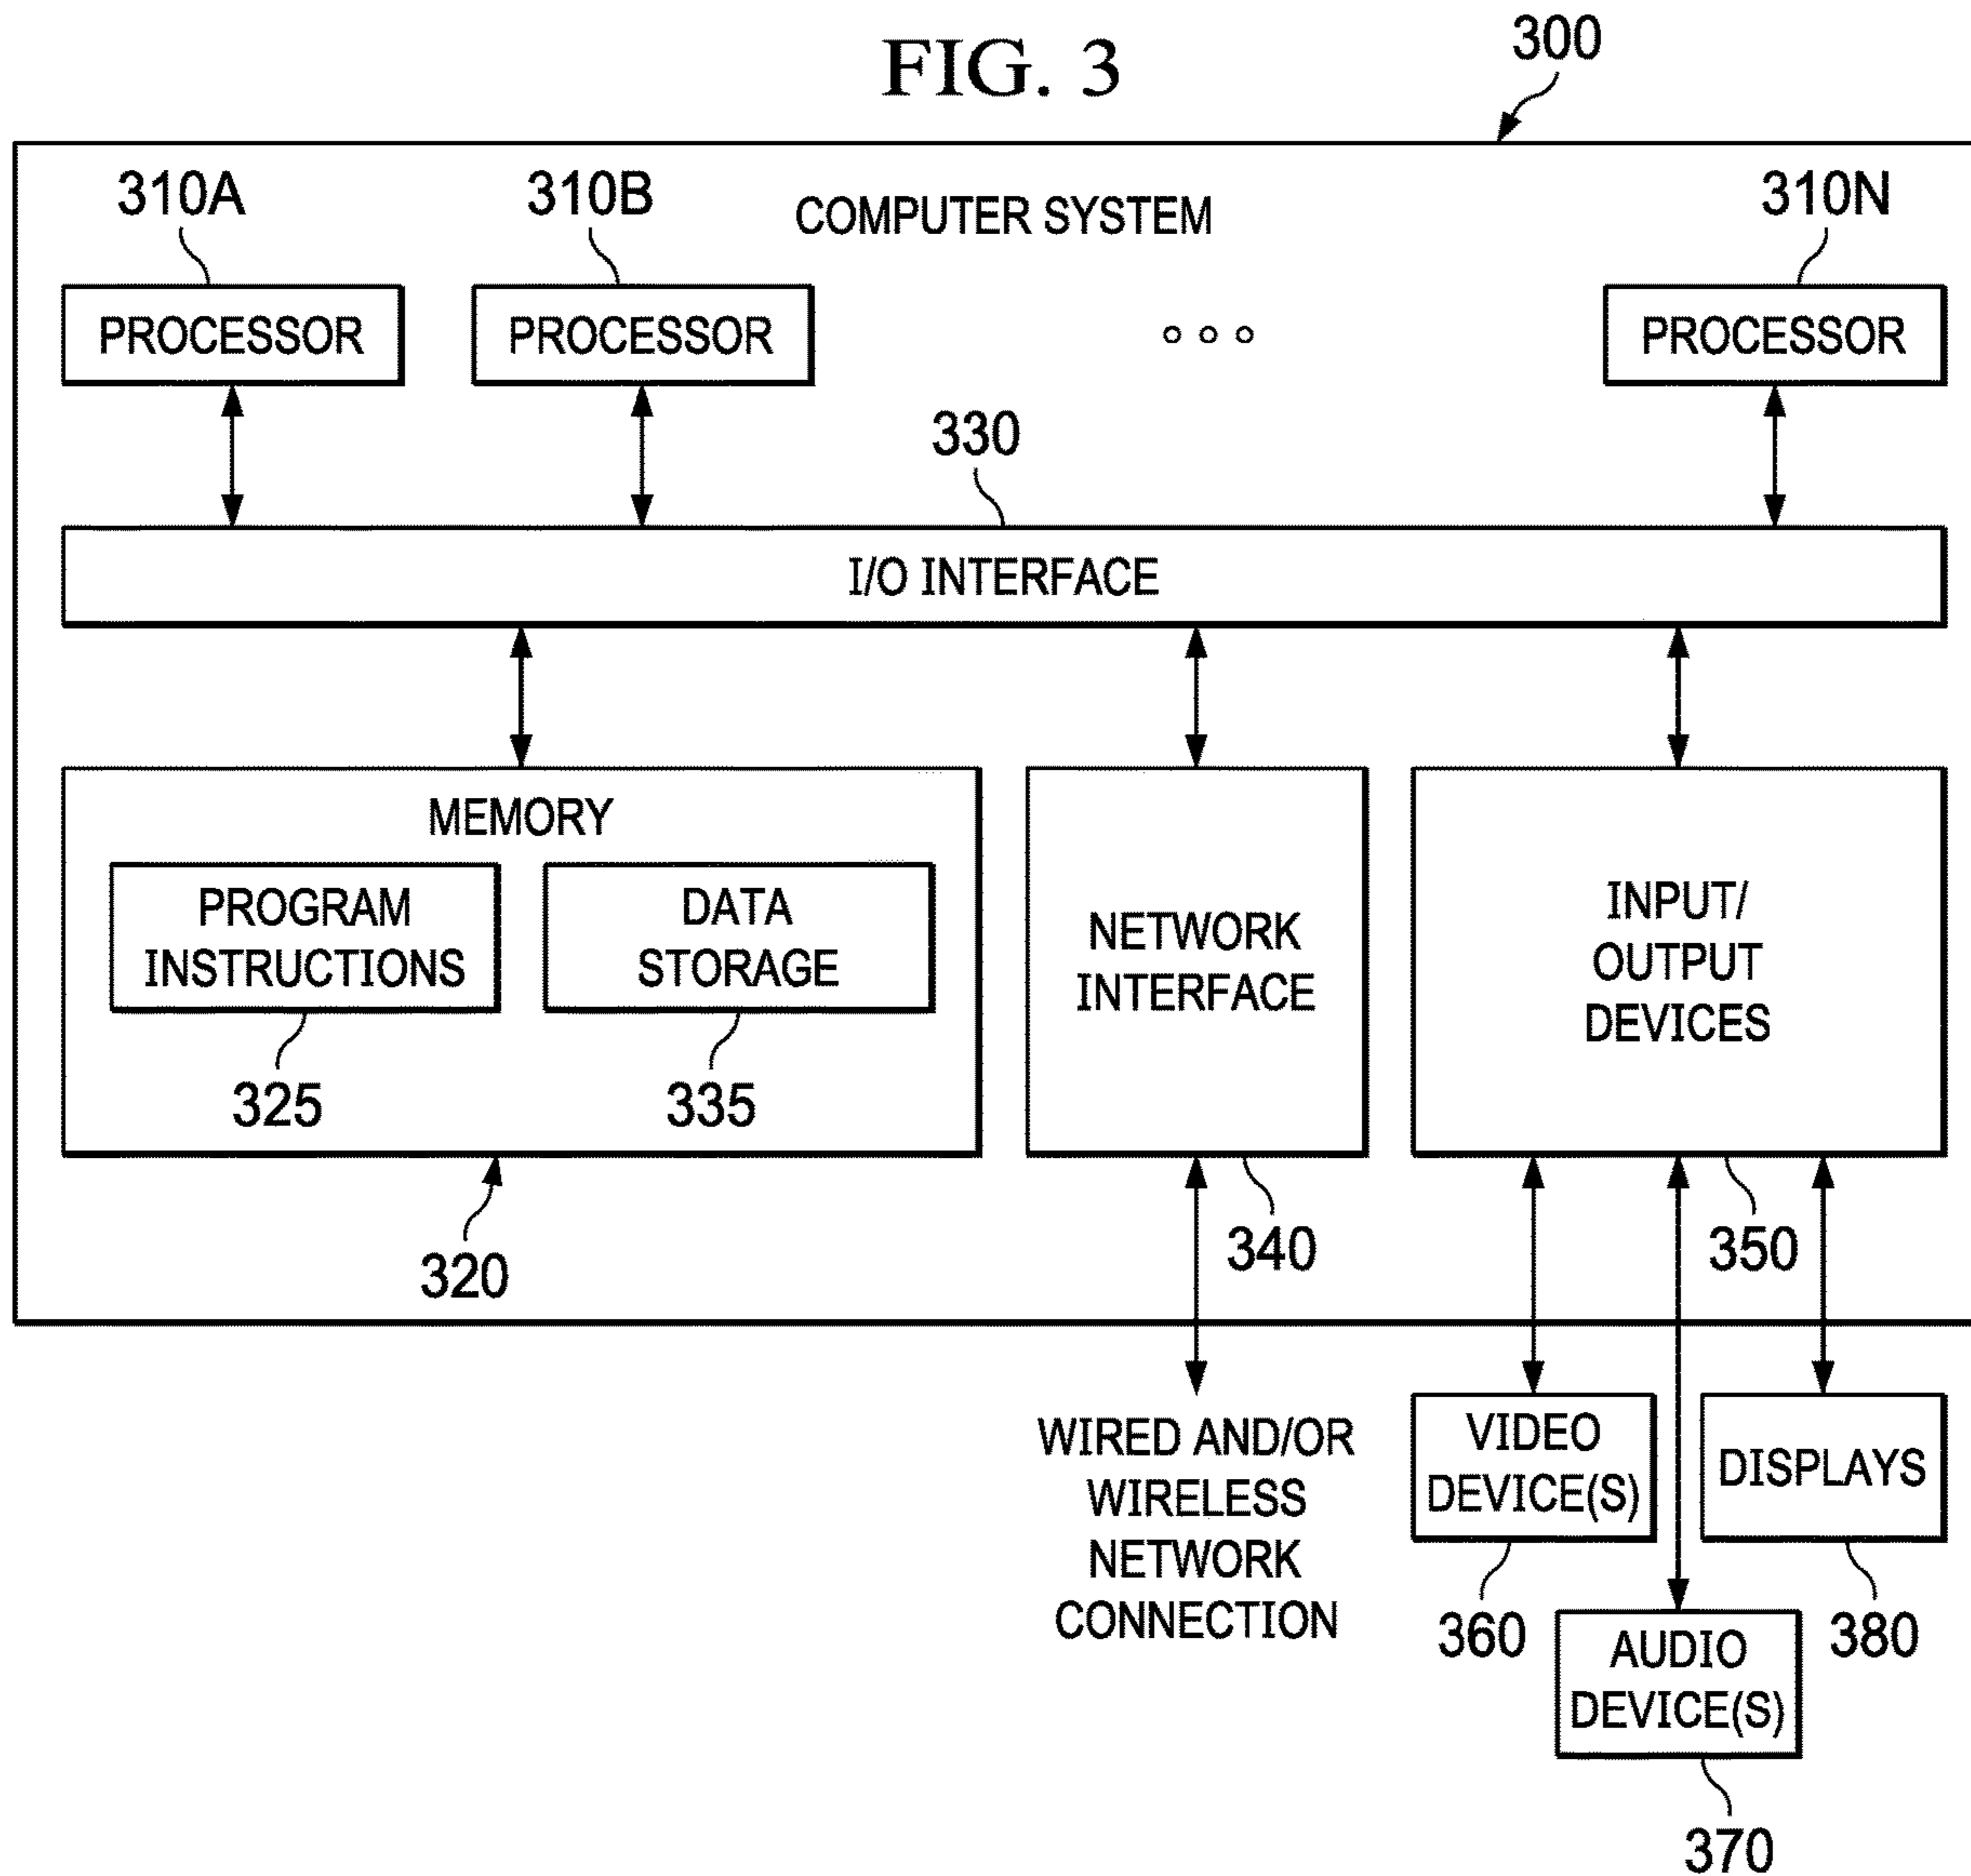 FIG. 3
300
COMPUTER SYSTEM
310A
310B
310N
PROCESSOR
PROCESSOR
PROCESSOR
330
I/O INTERFACE
MEMORY
PROGRAM
INSTRUCTIONS
325
DATA
STORAGE
335
320
NETWORK
INTERFACE
340
INPUT/
OUTPUT
DEVICES
350
WIRED AND/OR
WIRELESS
NETWORK
CONNECTION
VIDEO
DEVICE(S)
360
DISPLAYS
380
AUDIO
DEVICE(S)
370